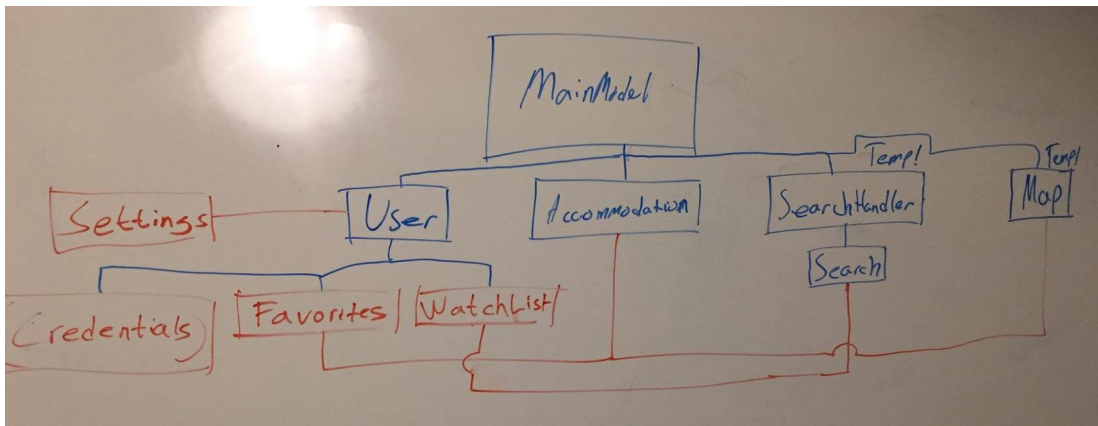 MainModel
Temp!
Temp!
Settings
User
Accommodation
SearchHandler
Map
Search
Credentials
Favorites
WatchList